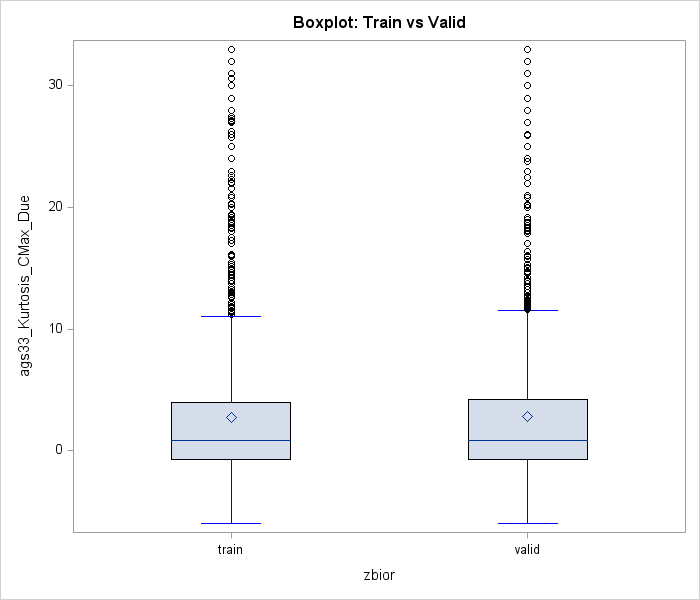 Boxplot: Train vs Valid
30
20
10
0
ags33_Kurtosis_CMax_Due
train
valid
zbior